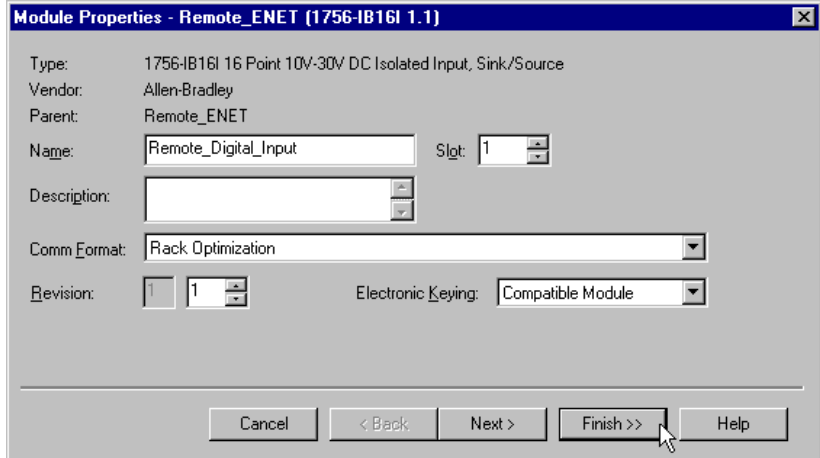 Module Properties - Remote_ENET (1756-IB16I 1.1)
Type: 1756-IB16I 16 Point 10V-30V DC Isolated Input, Sink/Source
Vendor: Allen-Bradley
Parent: Remote_ENET
Name: Remote_Digital_Input Slot: 1
Description:
Comm Format: Rack Optimization
Revision: 1 1 Electronic Keying: Compatible Module
Cancel < Back Next > Finish >> Help